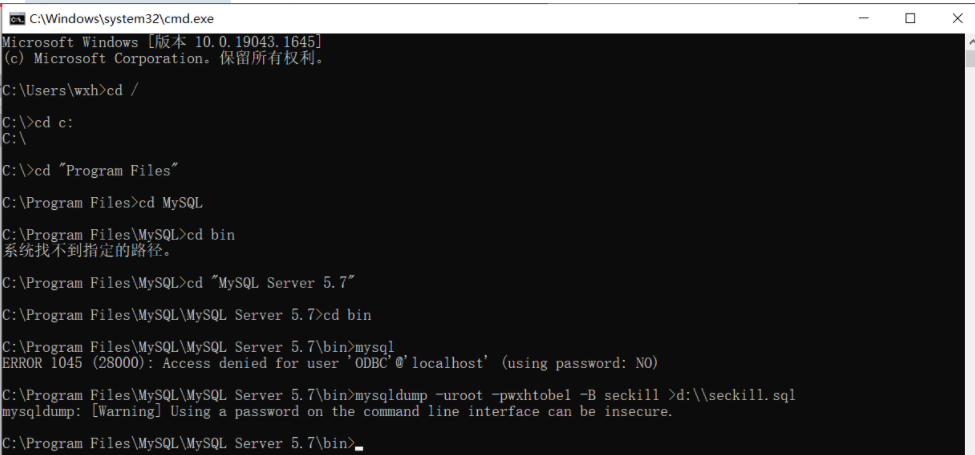 C:\Windows\system32\cmd.exe
Microsoft Windows [版本 10.0.19043.1645]
(c) Microsoft Corporation。保留所有权利。
C:\Users\wxh>cd /
C:\>cd c:
C:\
C:\>cd "Program Files"
C:\Program Files>cd MySQL
C:\Program Files\MySQL>cd bin
系统找不到指定的路径。
C:\Program Files\MySQL>cd "MySQL Server 5.7"
C:\Program Files\MySQL\MySQL Server 5.7>cd bin
C:\Program Files\MySQL\MySQL Server 5.7\bin>mysql
ERROR 1045 (28000): Access denied for user 'ODBC'@'localhost' (using password: NO)
C:\Program Files\MySQL\MySQL Server 5.7\bin>mysqldump -uroot -pwxhtobe1 -B seckill >d:\\seckill.sql
mysqldump: [Warning] Using a password on the command line interface can be insecure.
C:\Program Files\MySQL\MySQL Server 5.7\bin>